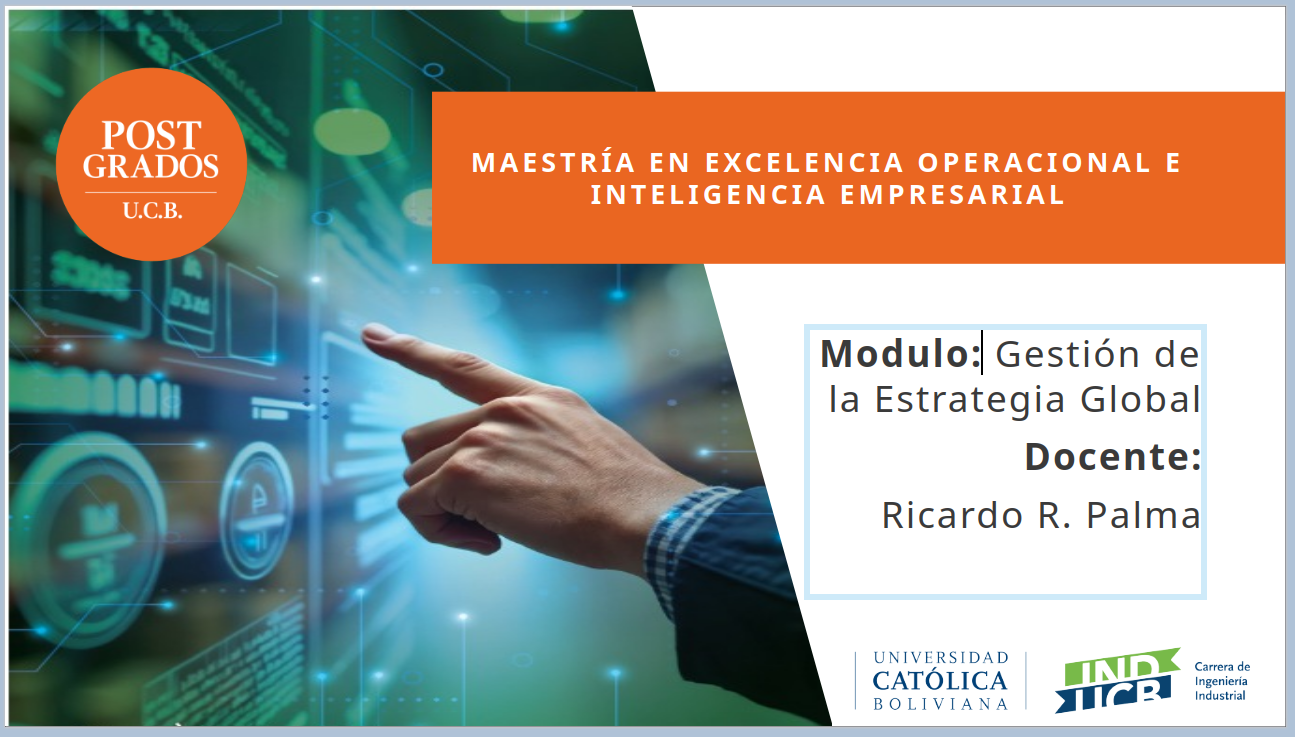 POST
GRADOS
U.C.B.
MAESTRÍA EN EXCELENCIA OPERACIONAL E
INTELIGENCIA EMPRESARIAL
Modulo: Gestión de
la Estrategia Global
Docente:
Ricardo R. Palma
UNIVERSIDAD
CATÓLICA
BOLIVIANA
IND
UCB
Carrera de
Ingeniería
Industrial